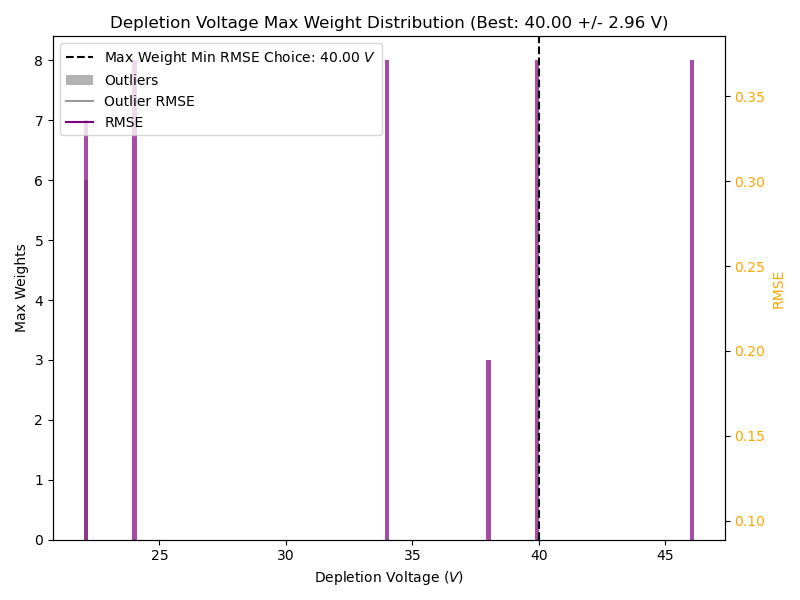 Depletion Voltage Max Weight Distribution (Best: 40.00 +/- 2.96 V)
Max Weight Min RMSE Choice: 40.00 V
Outliers
Outlier RMSE
RMSE
8
7
6
5
4
3
2
1
0
Max Weights
0.35
0.30
0.25
0.20
0.15
0.10
RMSE
25 30 35 40 45
Depletion Voltage (V)